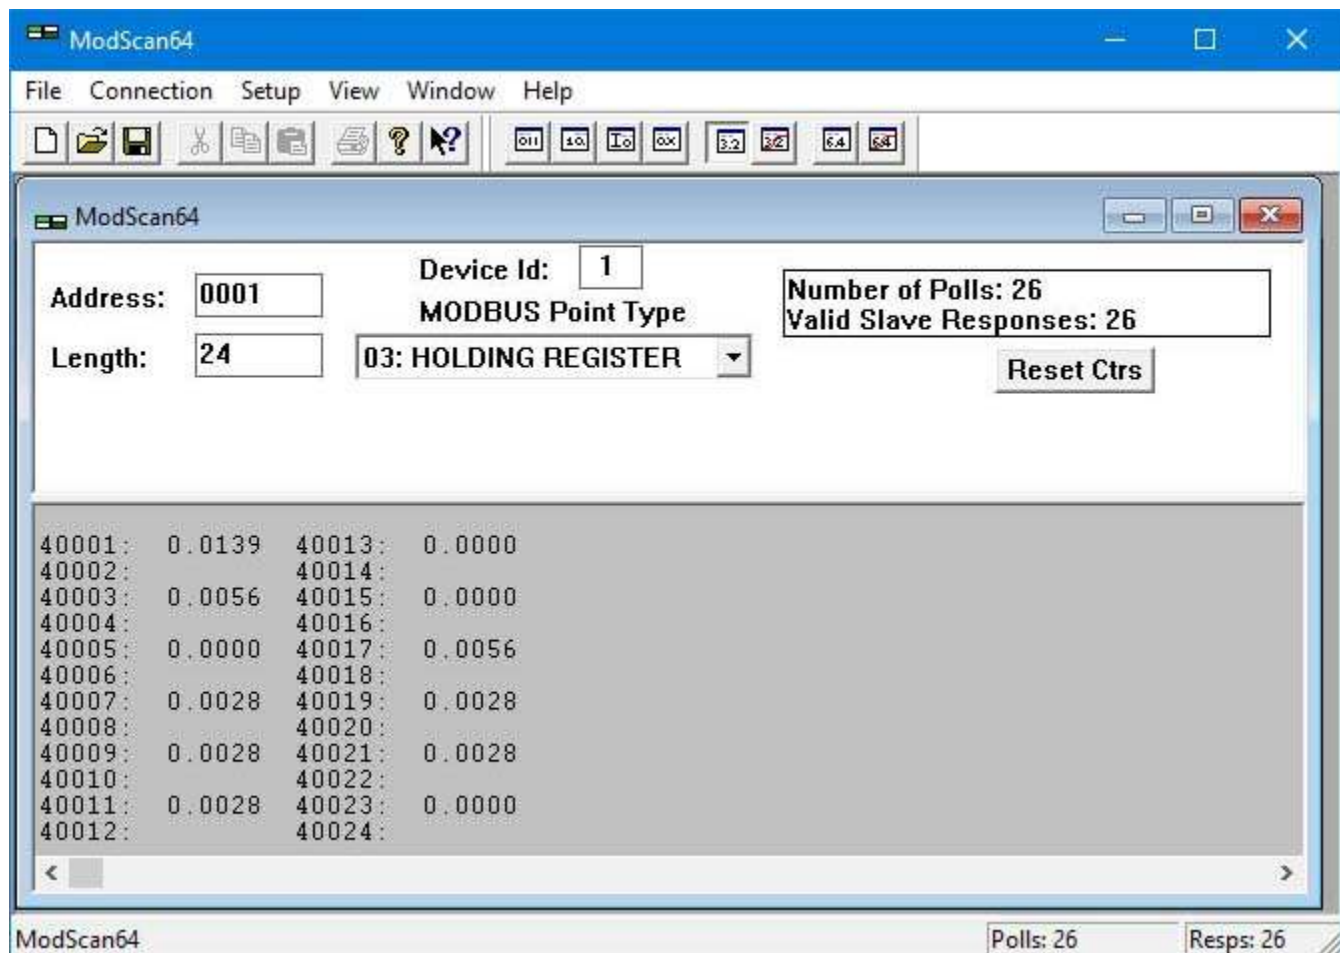 ModScan64
File Connection Setup View Window Help
ModScan64
Address: 0001
Device Id: 1
MODBUS Point Type
Length: 24
03: HOLDING REGISTER
Number of Polls: 26
Valid Slave Responses: 26
Reset Ctrs
40001: 0.0139 40013: 0.0000
40002: 40014:
40003: 0.0056 40015: 0.0000
40004: 40016:
40005: 0.0000 40017: 0.0056
40006: 40018:
40007: 0.0028 40019: 0.0028
40008: 40020:
40009: 0.0028 40021: 0.0028
40010: 40022:
40011: 0.0028 40023: 0.0000
40012: 40024:
ModScan64 Polls: 26 Resps: 26